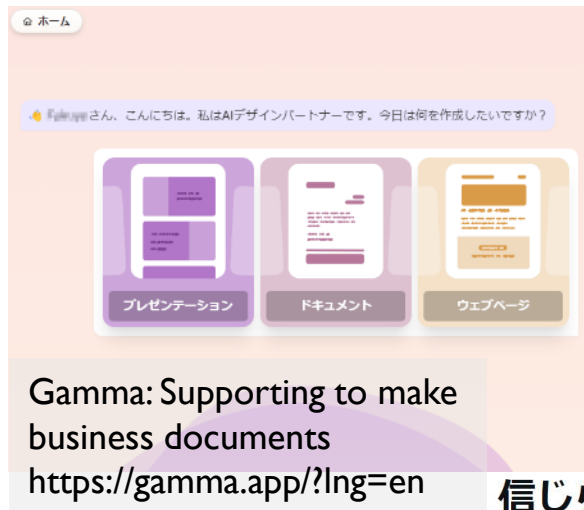 ホーム
さん、こんにちは。私はAIデザインパートナーです。今日は何を作成したいですか？
プレゼンテーション
ドキュメント
ウェブページ
Gamma: Supporting to make
business documents
https://gamma.app/?lng=en
信じ